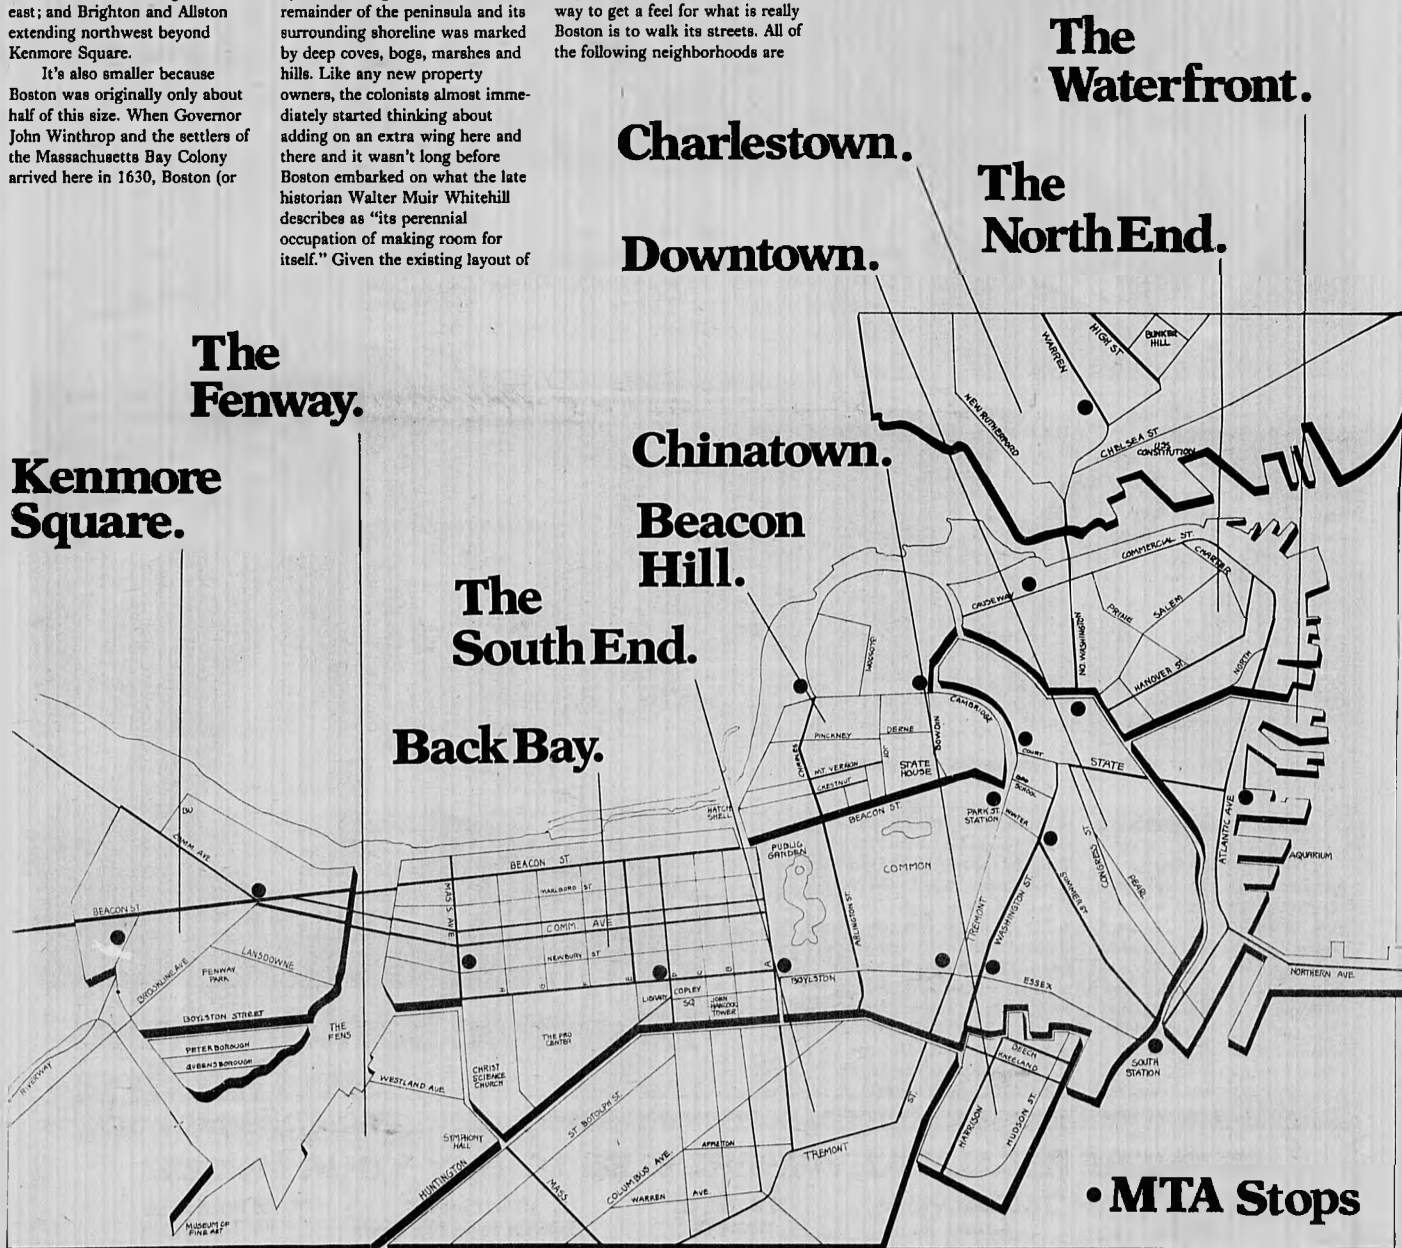 east; and Brighton and Allston
extending northwest beyond
Kenmore Square.
It's also smaller because
Boston was originally only about
half of this size. When Governor
John Winthrop and the settlers of
the Massachusetts Bay Colony
arrived here in 1630, Boston (or
remainder of the peninsula and its
surrounding shoreline was marked
by deep coves, bogs, marshes and
hills. Like any new property
owners, the colonists almost imme-
diately started thinking about
adding on an extra wing here and
there and it wasn't long before
Boston embarked on what the late
historian Walter Muir Whitehill
describes as "its perennial
occupation of making room for
itself." Given the existing layout of
way to get a feel for what is really
Boston is to walk its streets. All of
the following neighborhoods are
The
Waterfront.
Charlestown.
The
North End.
Downtown.
The
Fenway.
Chinatown.
Kenmore
Square.
Beacon
Hill.
The
South End.
Back Bay.
WARREN
HIGH ST
BUNKER
HILL
NEW RUTHERFORD
CHELSEA ST
USS
CONSTITUTION
COMMERCIAL ST.
CHARTER
CAUSEWAY
PRINE
SALEM
NO. WASHINGTON
HANOVER ST.
NORTH
CAMBRIDGE
BOWDIN
PINCKNEY
DERNE
JOY
CHARLES
MT VERNON
CHESTNUT
STATE
HOUSE
COURT
STATE
SCHOOL
BEACON ST.
PARK ST.
STATION
WINTER
HATCH
SHELL
PUBLIC
GARDEN
COMMON
ARLINGTON ST.
TREMONT
WASHINGTON ST.
SUMMER ST
CONGRESS ST.
PEARL
ATLANTIC AVE
AQUARIUM
NORTHERN AVE.
BU
COMM AVE
BEACON ST.
BEACON ST
MASS AVE
MARLBORO ST
COMM AVE
NEWBURY ST
H
G
F
E
D
C
B
A
BOYLSTON
ESSEX
LIBRARY
COPLEY
SQ
JOHN
HANCOCK
TOWER
BROOKLINE AVE
LANSDOWNE
FENWAY
PARK
BOYLSTON STREET
PETERBOROUGH
QUEENSBOROUGH
THE
FENS
RIVERWAY
WESTLAND AVE
CHRIST
SCIENCE
CHURCH
THE PRU
CENTER
SYMPHONY
HALL
HUNTINGTON
MASS
ST BOTOLPH ST.
COLUMBUS AVE.
APPLETON
WARREN AVE.
TREMONT
ST.
BEECH
KNEELAND
HARRISON
HUDSON ST.
SOUTH
STATION
MUSEUM OF
FINE ART
MTA Stops